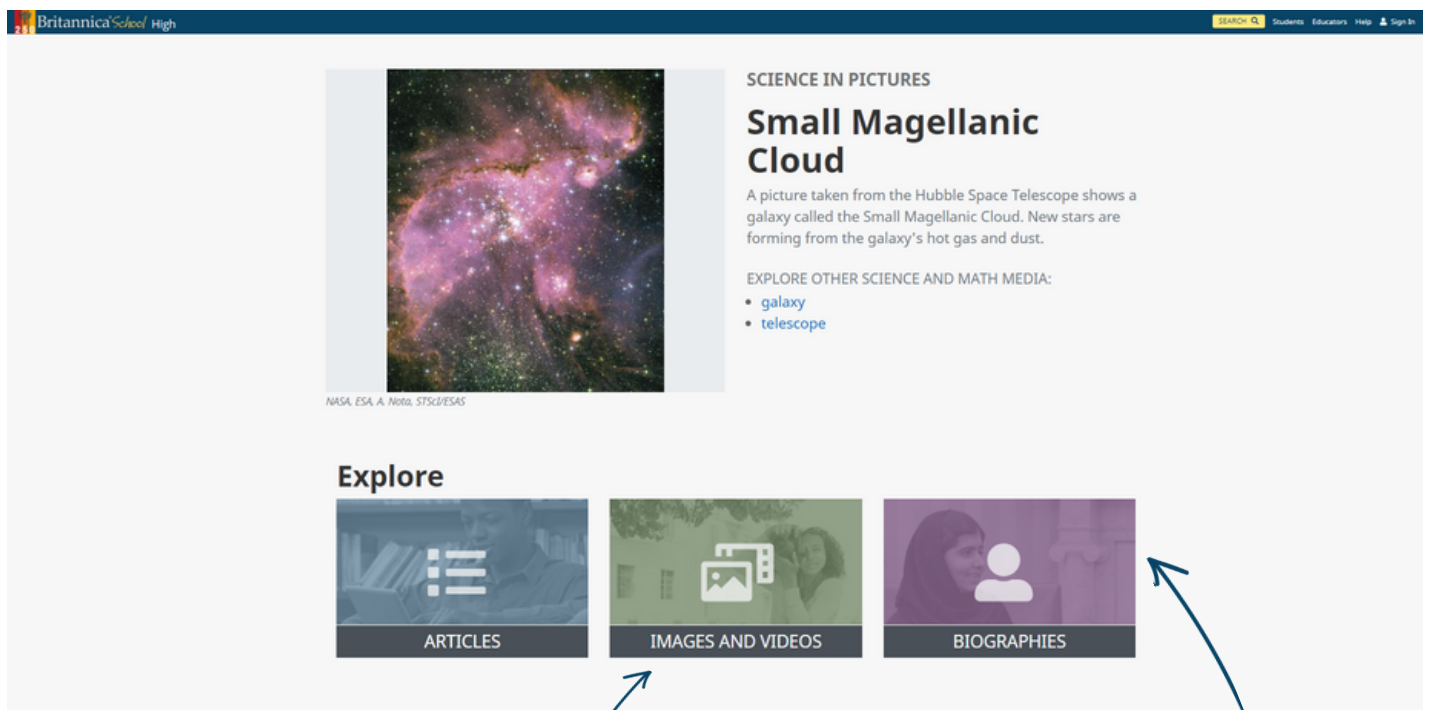 Britannica School High
SEARCH Students Educators Help Sign In
SCIENCE IN PICTURES
Small Magellanic
Cloud
A picture taken from the Hubble Space Telescope shows a
galaxy called the Small Magellanic Cloud. New stars are
forming from the galaxy's hot gas and dust.
EXPLORE OTHER SCIENCE AND MATH MEDIA:
• galaxy
• telescope
NASA, ESA, A. Nota, STScI/ESAS
Explore
ARTICLES
IMAGES AND VIDEOS
BIOGRAPHIES